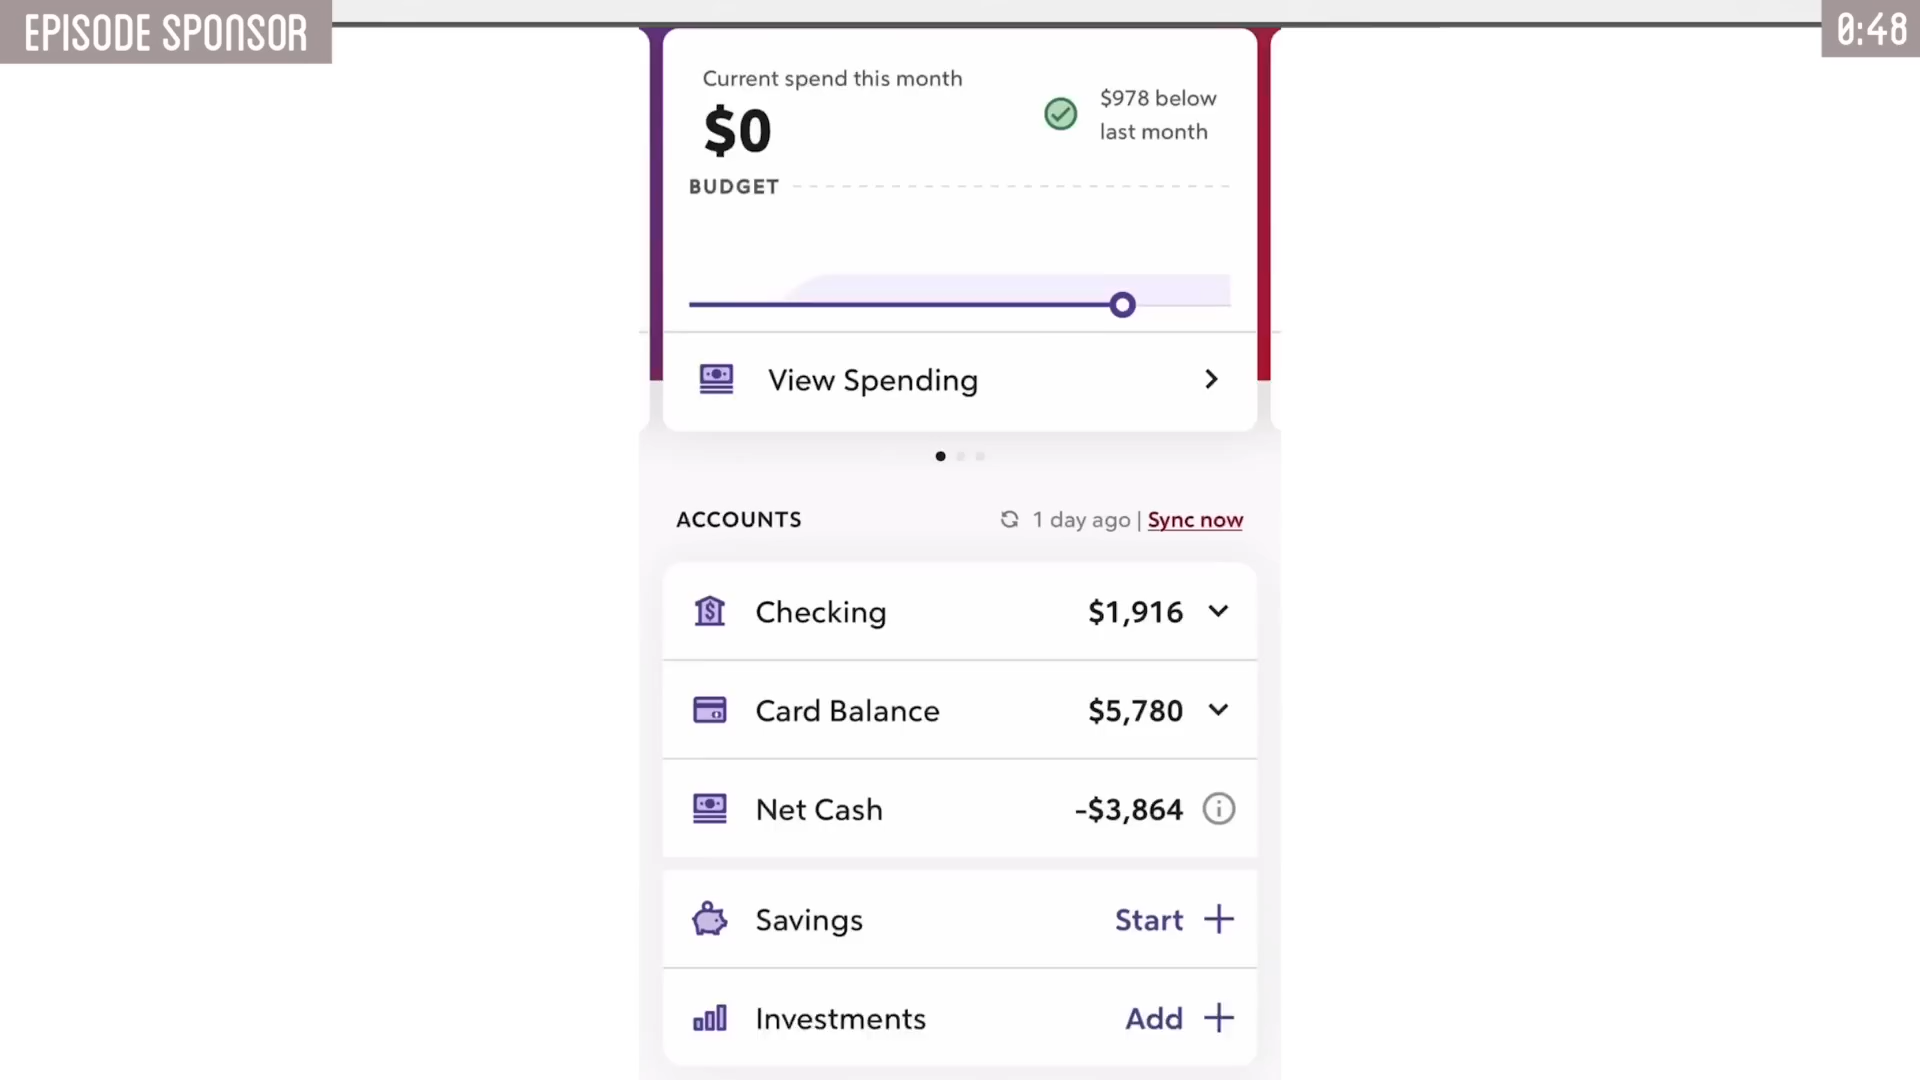 EPISODE SPONSOR
0:48
Current spend this month
$0
$978 below
last month
BUDGET
View Spending
ACCOUNTS
1 day ago | Sync now
Checking $1,916
Card Balance $5,780
Net Cash -$3,864
Savings Start
Investments Add